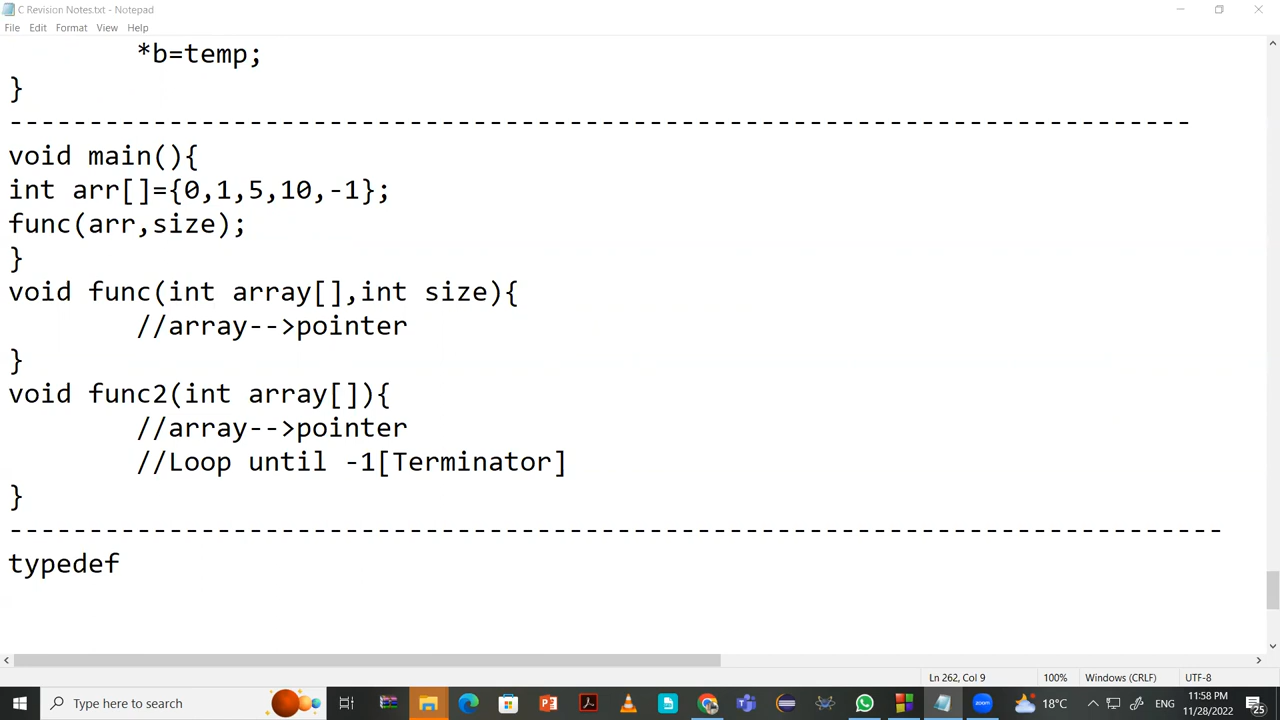 C Revision Notes.txt - Notepad
File Edit Format View Help
*b=temp;
}
---------------------------------------------------------------------------
void main(){
int arr[]={0,1,5,10,-1};
func(arr,size);
}
void func(int array[],int size){
//array-->pointer
}
void func2(int array[]){
//array-->pointer
//Loop until -1[Terminator]
}
-----------------------------------------------------------------------------
typedef
Ln 262, Col 9 100% Windows (CRLF) UTF-8
Type here to search 18°C ENG 11:58 PM 11/28/2022 25